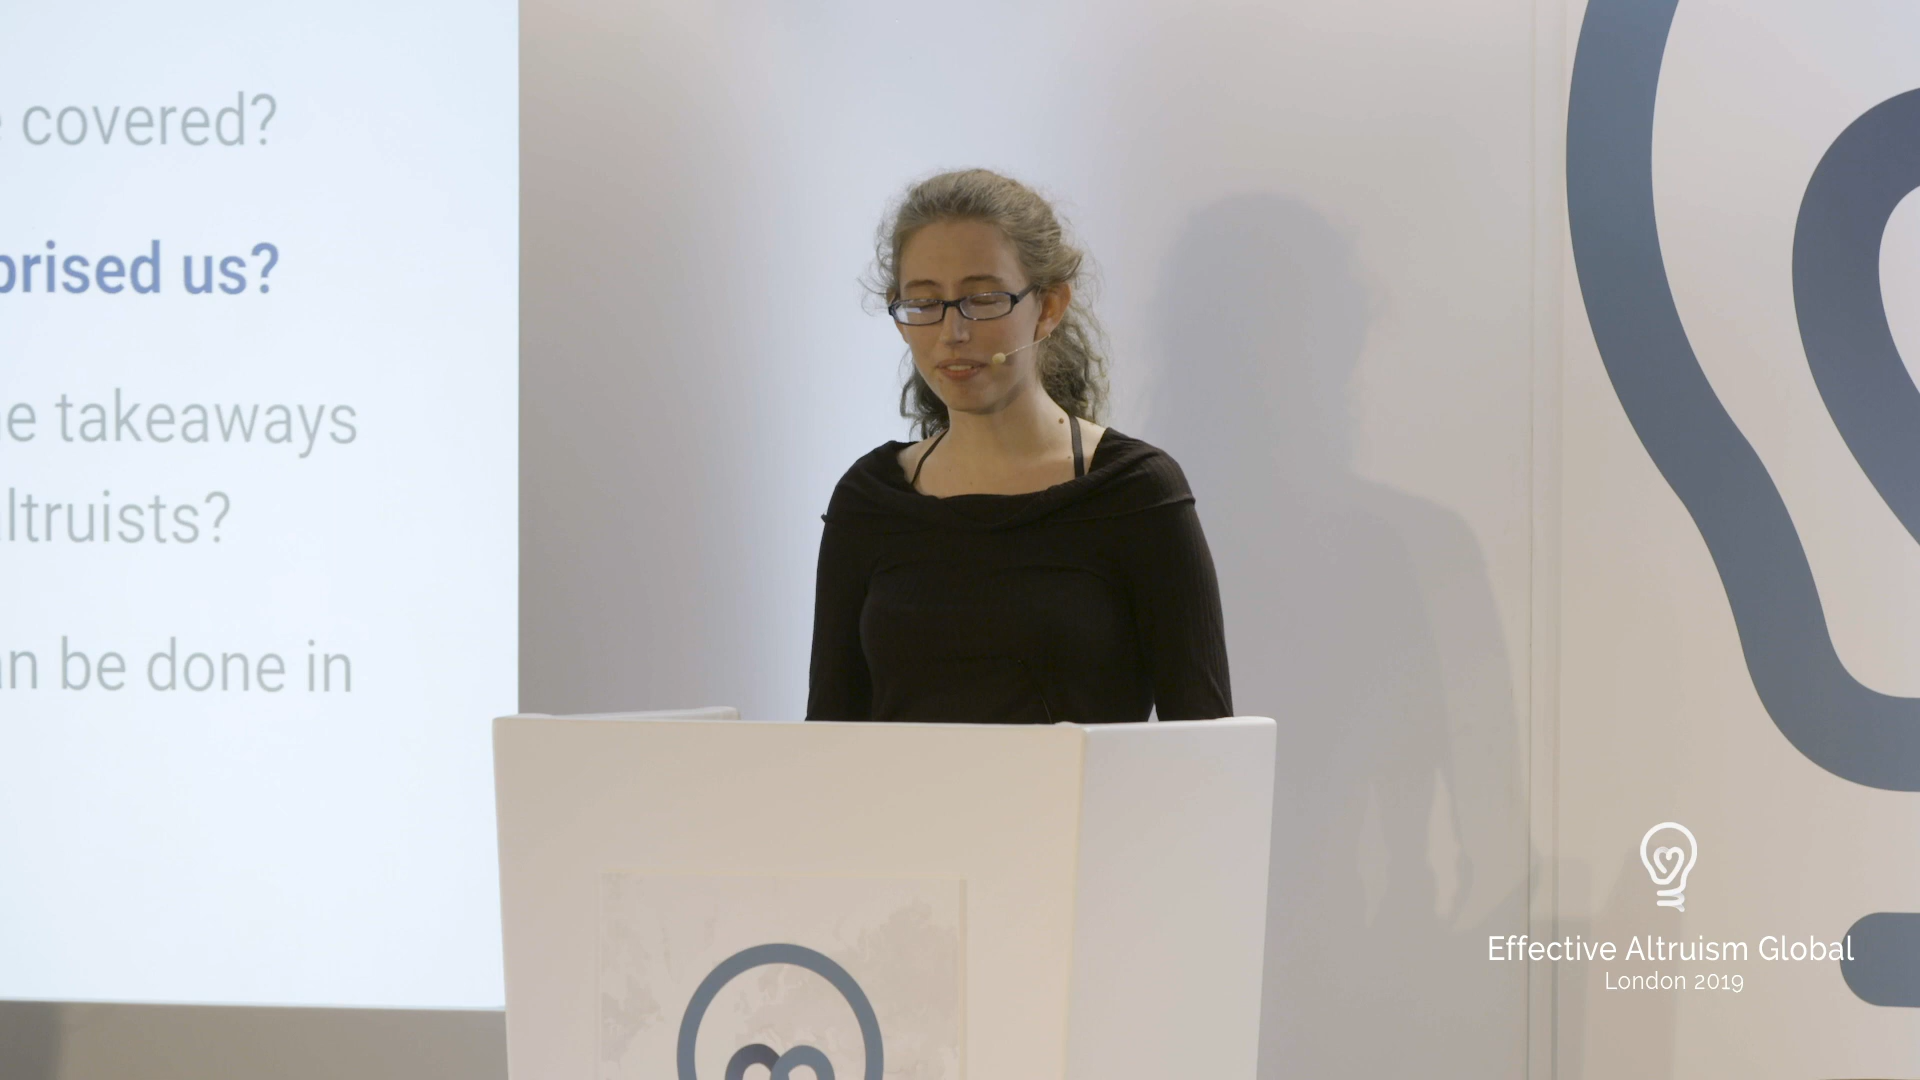 covered?
prised us?
e takeaways
ltruists?
n be done in
Effective Altruism Global
London 2019